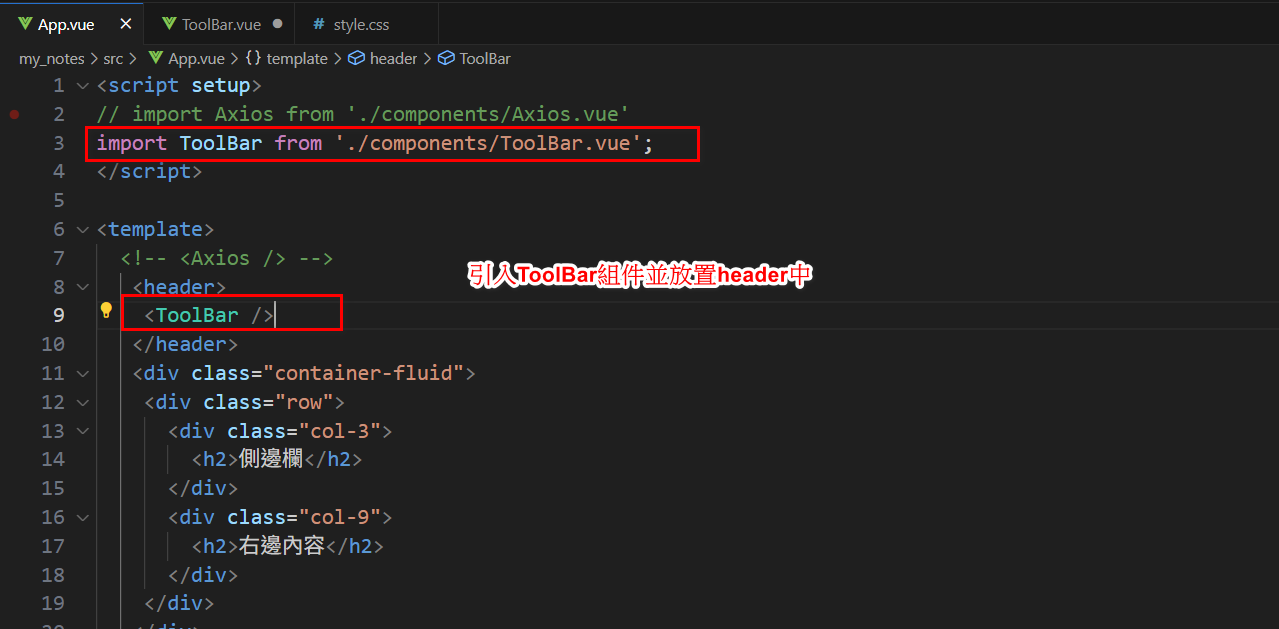 App.vue ToolBar.vue # style.css
my_notes > src > App.vue > {} template > header > ToolBar
1 <script setup>
2 // import Axios from './components/Axios.vue'
3 import ToolBar from './components/ToolBar.vue';
4 </script>
5
6 <template>
7 <!-- <Axios /> -->
引入ToolBar組件並放置header中
8 <header>
9 <ToolBar />
10 </header>
11 <div class="container-fluid">
12 <div class="row">
13 <div class="col-3">
14 <h2>側邊欄</h2>
15 </div>
16 <div class="col-9">
17 <h2>右邊內容</h2>
18 </div>
19 </div>